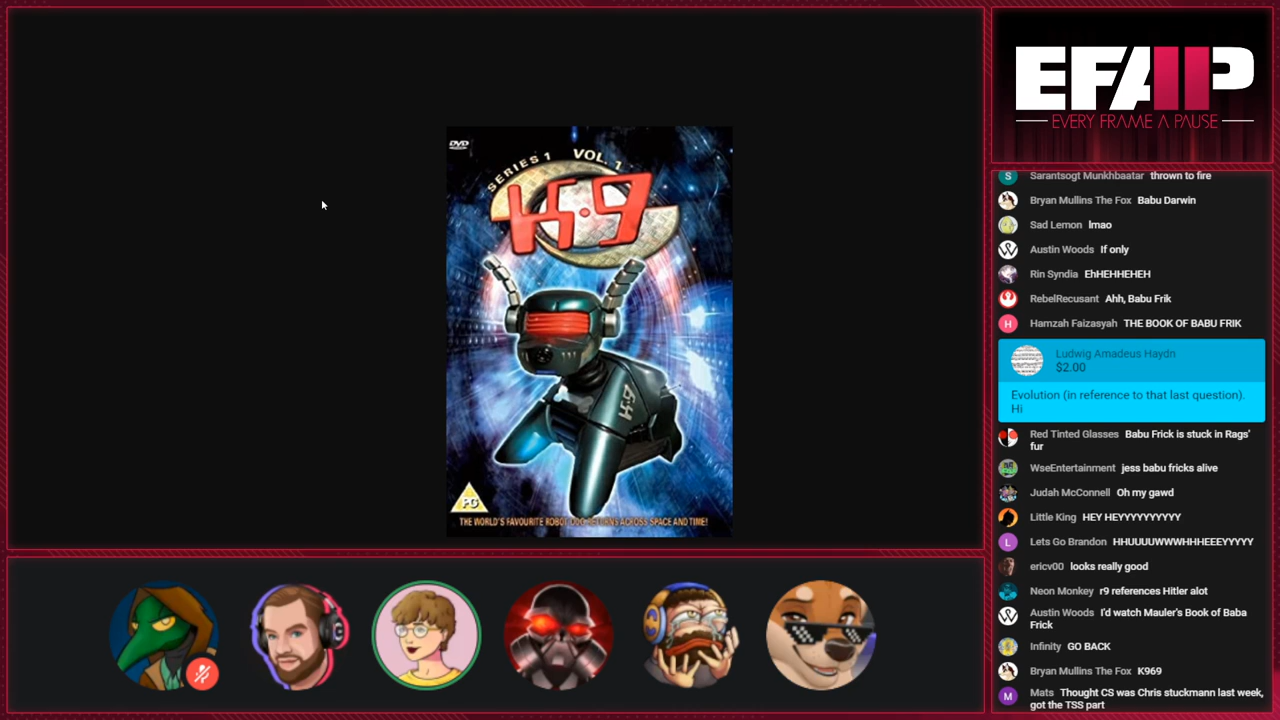 DVD
SERIES 1 VOL. 1
K·9
K·9
PG
THE WORLD'S FAVOURITE ROBOT DOG RETURNS ACROSS SPACE AND TIME!
EFAP
EVERY FRAME A PAUSE
S Sarantsogt Munkhbaatar thrown to fire
Bryan Mullins The Fox Babu Darwin
Sad Lemon lmao
Austin Woods If only
Rin Syndia EhHEHHEHEH
RebelRecusant Ahh, Babu Frik
H Hamzah Faizasyah THE BOOK OF BABU FRIK
Ludwig Amadeus Haydn
$2.00
Evolution (in reference to that last question).
Hi
Red Tinted Glasses Babu Frick is stuck in Rags'
fur
WseEntertainment jess babu fricks alive
Judah McConnell Oh my gawd
Little King HEY HEYYYYYYYYYY
L Lets Go Brandon HHUUUUWWWHHHEEEYYYYY
ericv00 looks really good
Neon Monkey r9 references Hitler alot
Austin Woods I'd watch Mauler's Book of Baba
Frick
Infinity GO BACK
Bryan Mullins The Fox K969
M Mats Thought CS was Chris stuckmann last week,
got the TSS part